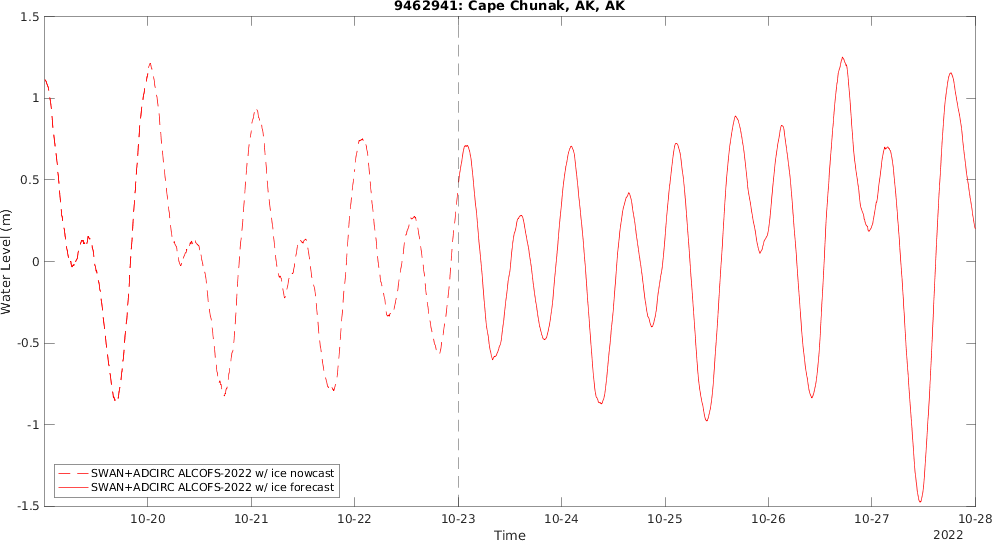 9462941: Cape Chunak, AK, AK
1.5
1
0.5
0
-0.5
-1
-1.5
Water Level (m)
SWAN+ADCIRC ALCOFS-2022 w/ ice nowcast
SWAN+ADCIRC ALCOFS-2022 w/ ice forecast
10-20 10-21 10-22 10-23 10-24 10-25 10-26 10-27 10-28
Time
2022